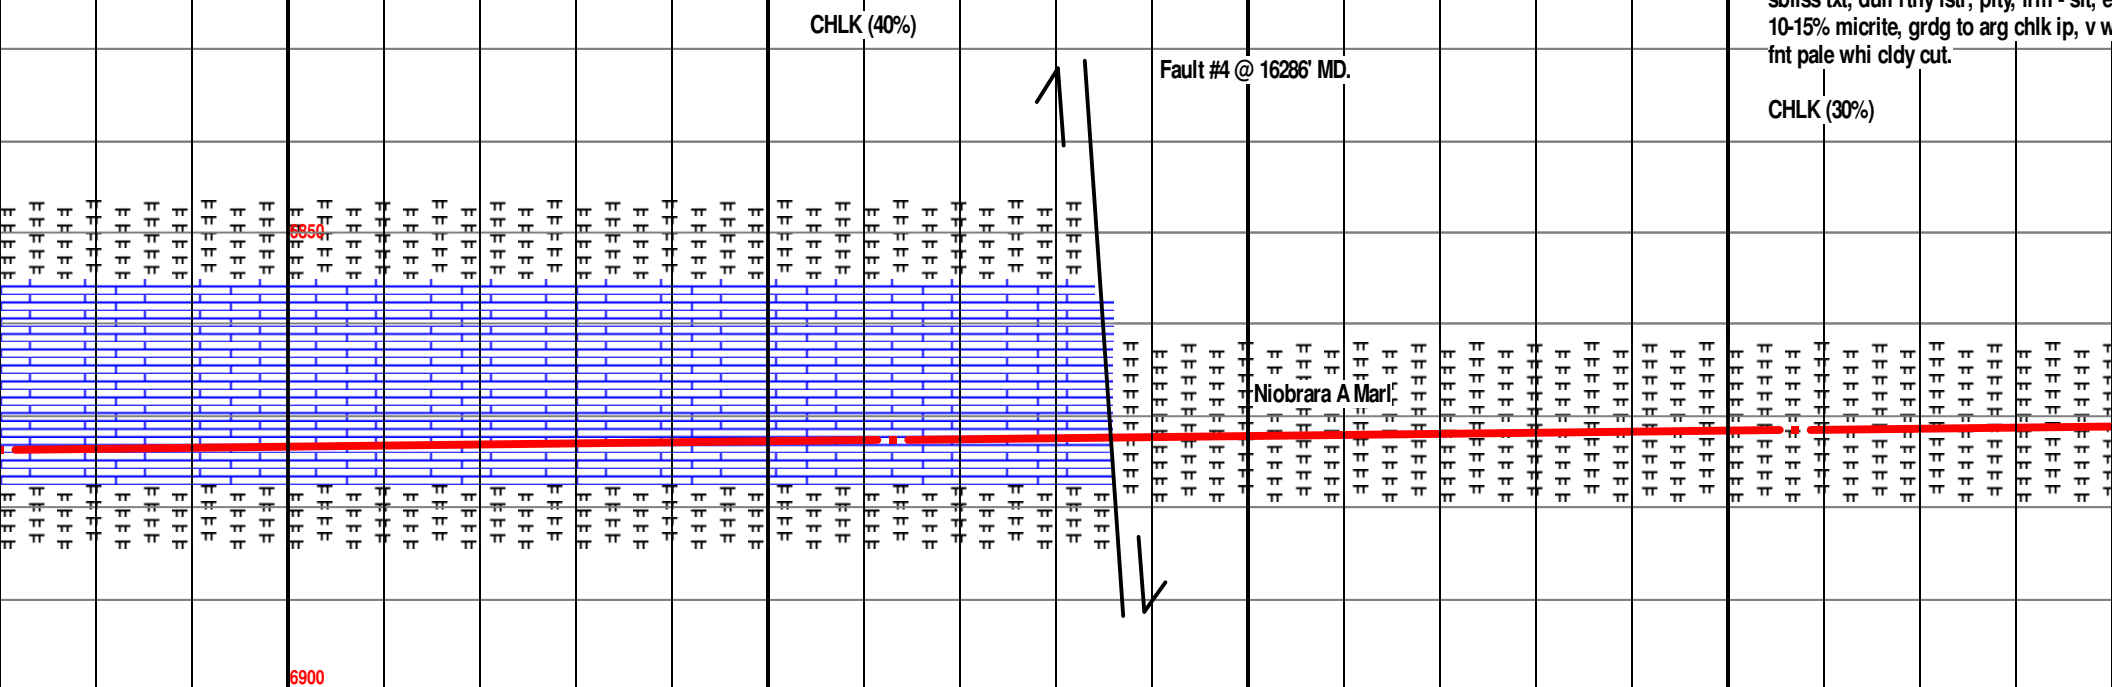 CHLK (40%)
Fault #4 @ 16286' MD.
10-15% micrite, grdg to arg chlk ip, v
fnt pale whi cldy cut.
CHLK (30%)
6850
Niobrara A Marl
6900